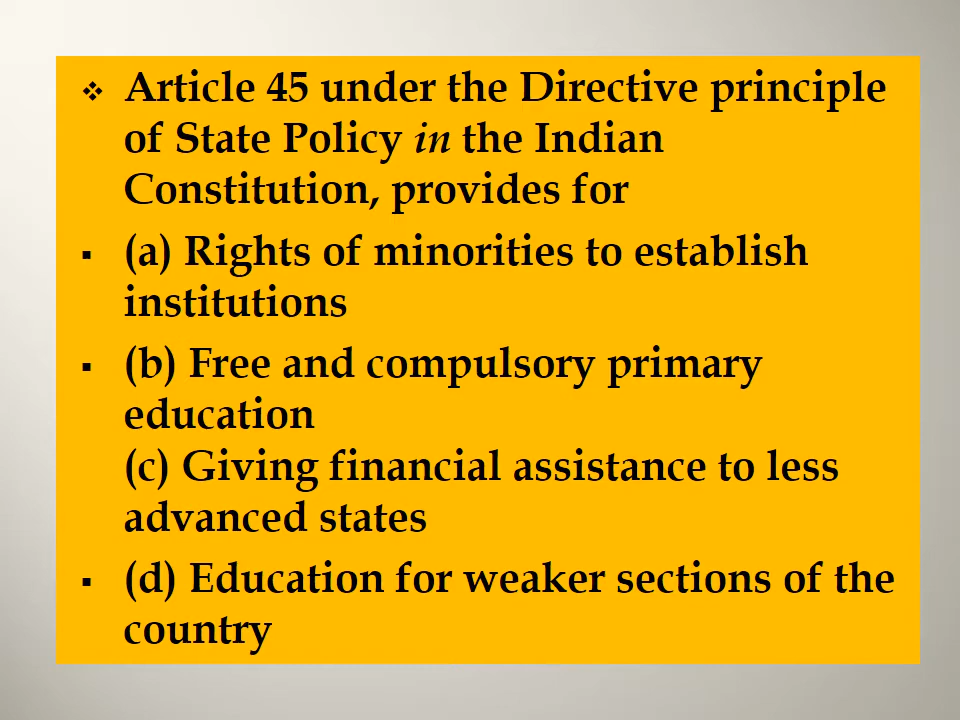 ❖ Article 45 under the Directive principle
of State Policy in the Indian
Constitution, provides for
▪ (a) Rights of minorities to establish
institutions
▪ (b) Free and compulsory primary
education
(c) Giving financial assistance to less
advanced states
▪ (d) Education for weaker sections of the
country